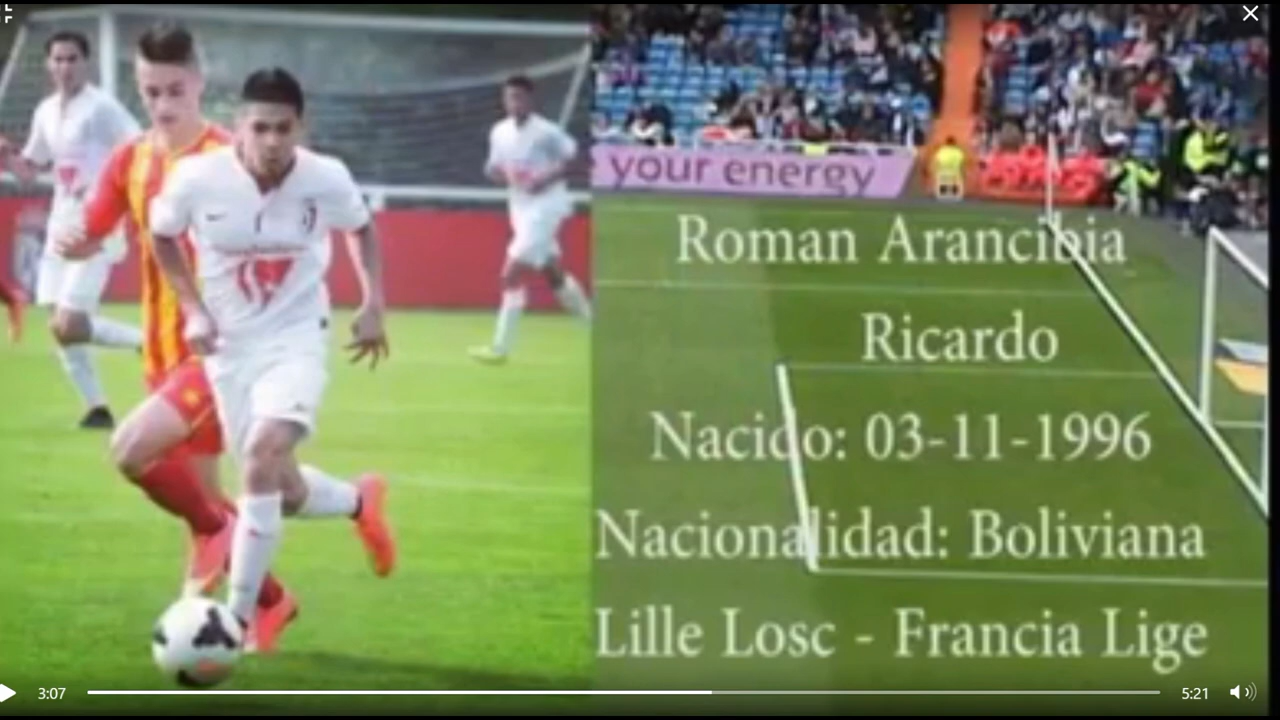 your energy
Roman Arancibia
Ricardo
Nacido: 03-11-1996
Nacionalidad: Boliviana
Lille Losc - Francia Lige
3:07
5:21